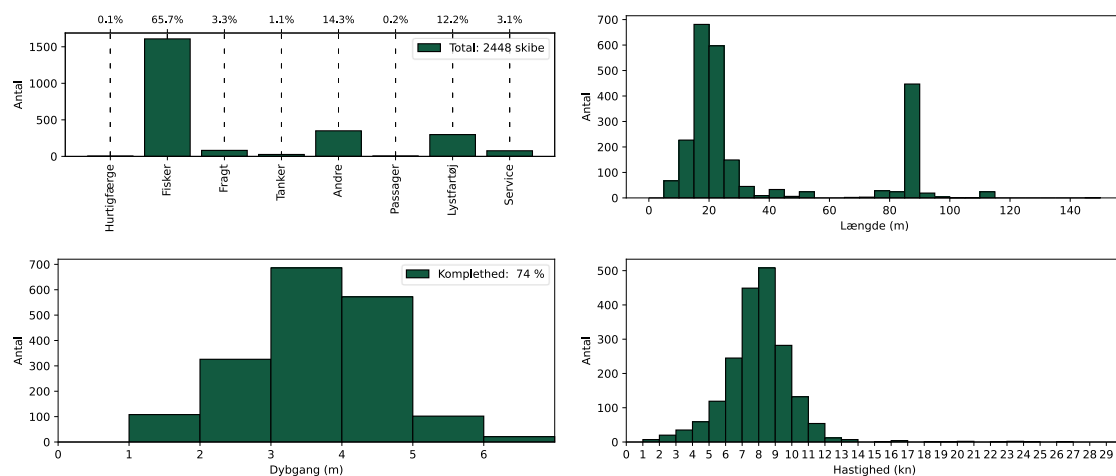 0.1% 65.7% 3.3% 1.1% 14.3% 0.2% 12.2% 3.1%
1500
1000
500
0
Antal
Total: 2448 skibe
Hurtigfærge
Fisker
Fragt
Tanker
Andre
Passager
Lystfartøj
Service
700
600
500
400
300
200
100
0
Antal
0 20 40 60 80 100 120 140
Længde (m)
700
600
500
400
300
200
100
0
Antal
Komplethed: 74 %
0 1 2 3 4 5 6
Dybgang (m)
500
400
300
200
100
0
Antal
0 1 2 3 4 5 6 7 8 9 10 11 12 13 14 15 16 17 18 19 20 21 22 23 24 25 26 27 28 29
Hastighed (kn)